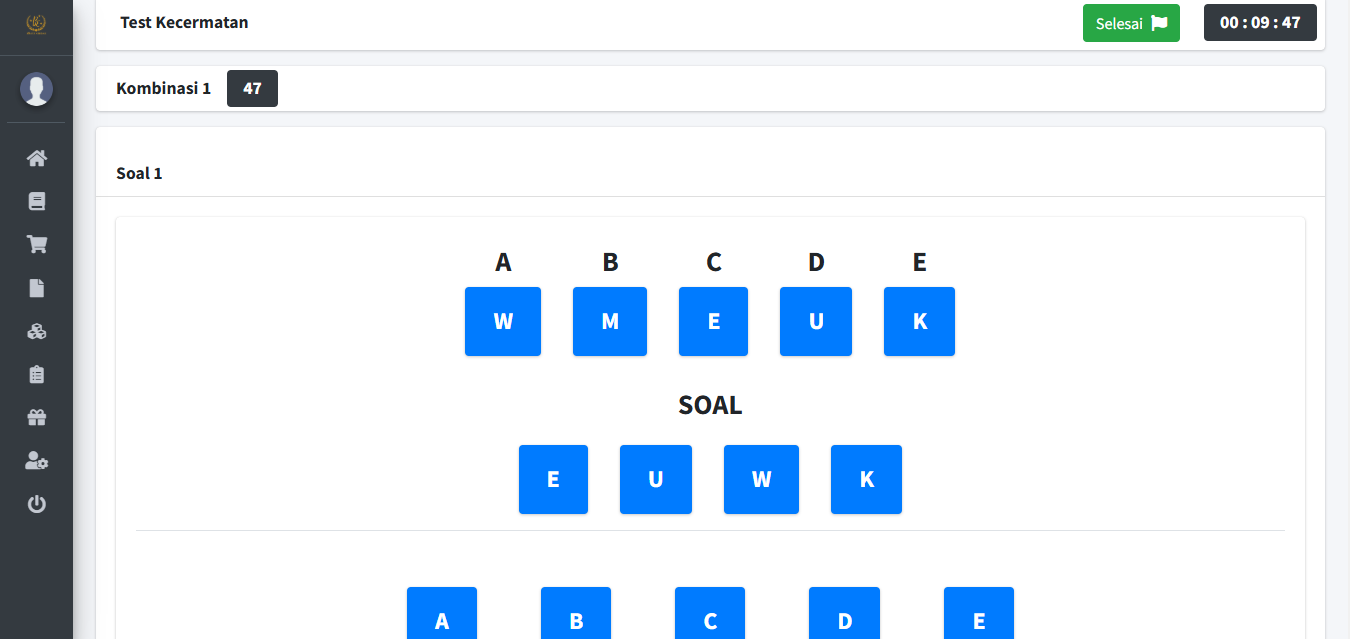 Test Kecermatan
Selesai
00 : 09 : 47
Kombinasi 1 47
Soal 1
A B C D E
W M E U K
SOAL
E U W K
A B C D E